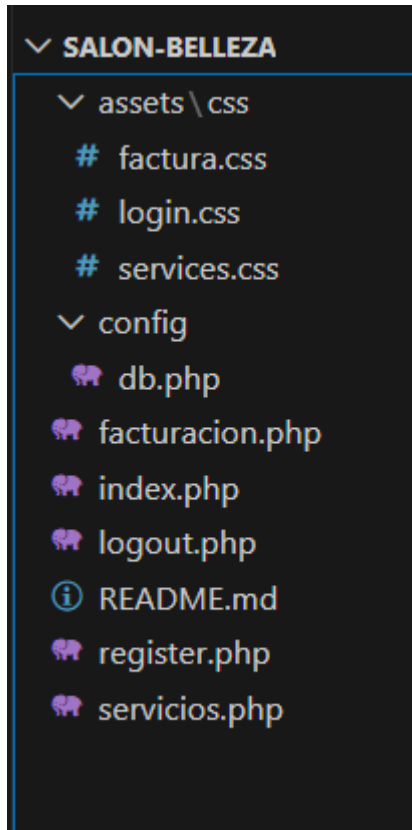 SALON-BELLEZA
assets\css
# factura.css
# login.css
# services.css
config
db.php
facturacion.php
index.php
logout.php
README.md
register.php
servicios.php